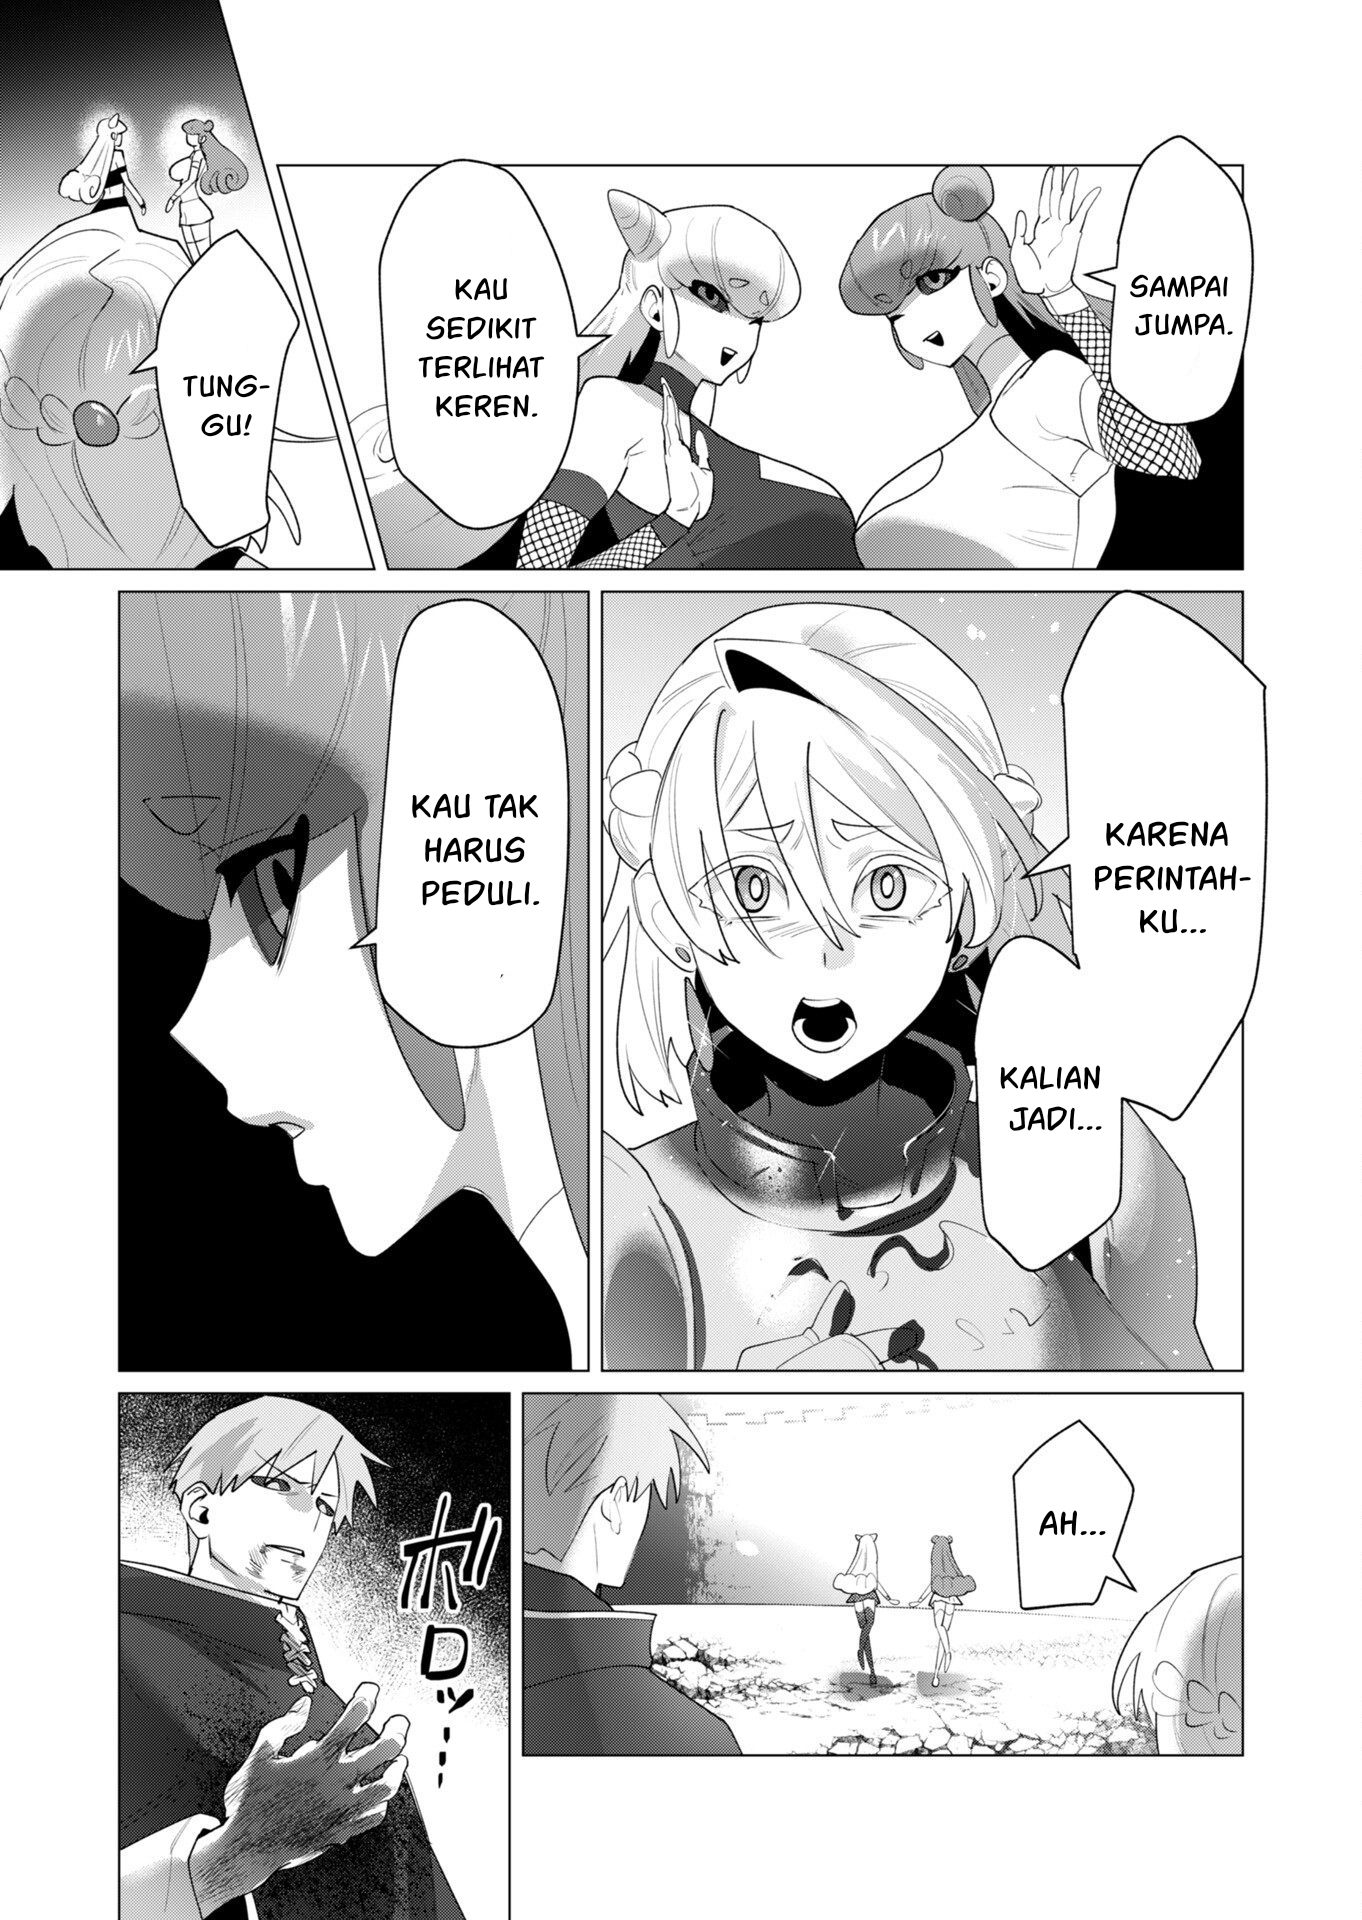 SAMPAI
JUMPA.
KAU
SEDIKIT
TERLIHAT
KEREN.
TUNG-
GU!
KARENA
PERINTAH-
KU...
KALIAN
JADI...
KAU TAK
HARUS
PEDULI.
AH...
ボロッ…